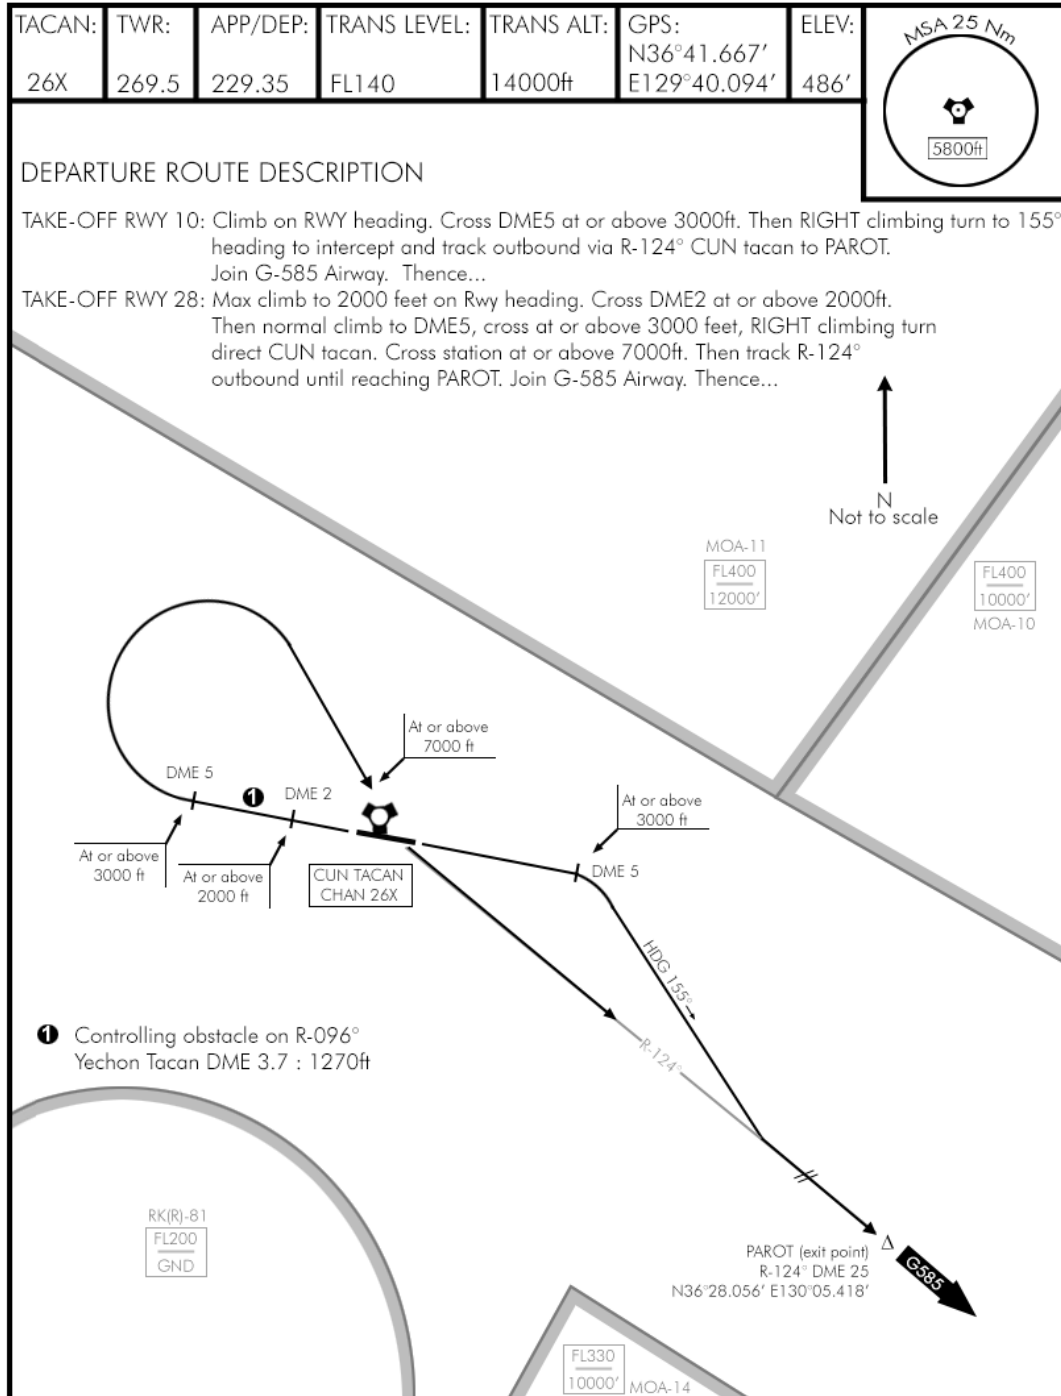 TACAN: TWR: APP/DEP: TRANS LEVEL: TRANS ALT: GPS: ELEV:
N36°41.667′
26X 269.5 229.35 FL140 14000ft E129°40.094′ 486′
MSA 25 Nm
5800ft
DEPARTURE ROUTE DESCRIPTION
TAKE-OFF RWY 10: Climb on RWY heading. Cross DME5 at or above 3000ft. Then RIGHT climbing turn to 155°
heading to intercept and track outbound via R-124° CUN tacan to PAROT.
Join G-585 Airway. Thence...
TAKE-OFF RWY 28: Max climb to 2000 feet on Rwy heading. Cross DME2 at or above 2000ft.
Then normal climb to DME5, cross at or above 3000 feet, RIGHT climbing turn
direct CUN tacan. Cross station at or above 7000ft. Then track R-124°
outbound until reaching PAROT. Join G-585 Airway. Thence...
N
Not to scale
MOA-11
FL400
12000′
FL400
10000′
MOA-10
At or above
7000 ft
DME 5
1
DME 2
At or above
3000 ft
At or above
3000 ft
At or above
2000 ft
CUN TACAN
CHAN 26X
DME 5
HDG 155°
R-124°
1 Controlling obstacle on R-096°
Yechon Tacan DME 3.7 : 1270ft
RK(R)-81
FL200
GND
PAROT (exit point)
R-124° DME 25
N36°28.056′ E130°05.418′
G585
FL330
10000′ MOA-14